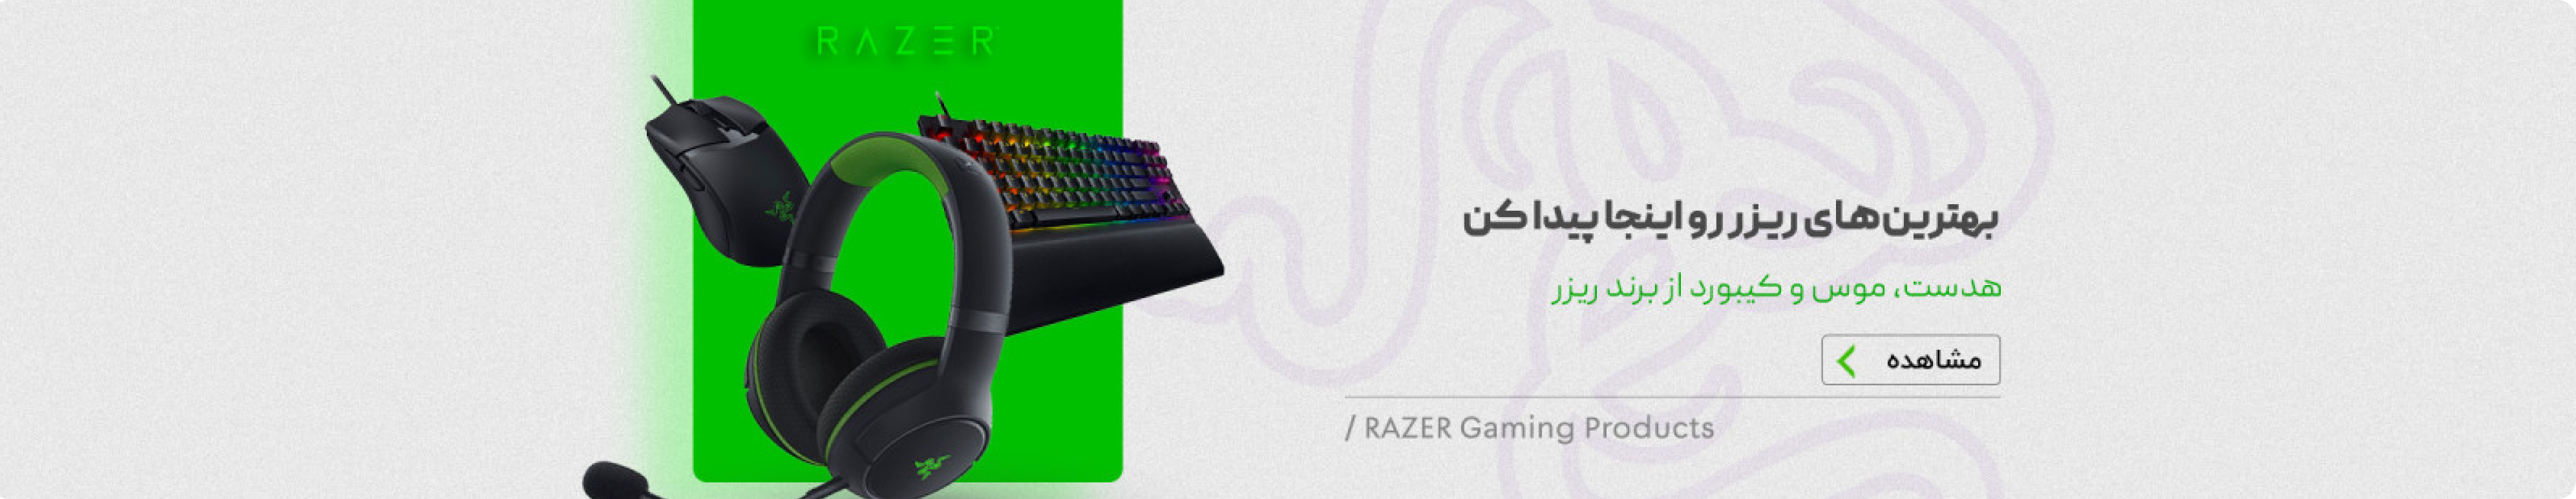 RAZER
بهترین‌های ریزر رو اینجا پیدا کن
هدست، موس و کیبورد از برند ریزر
مشاهده
/ RAZER Gaming Products